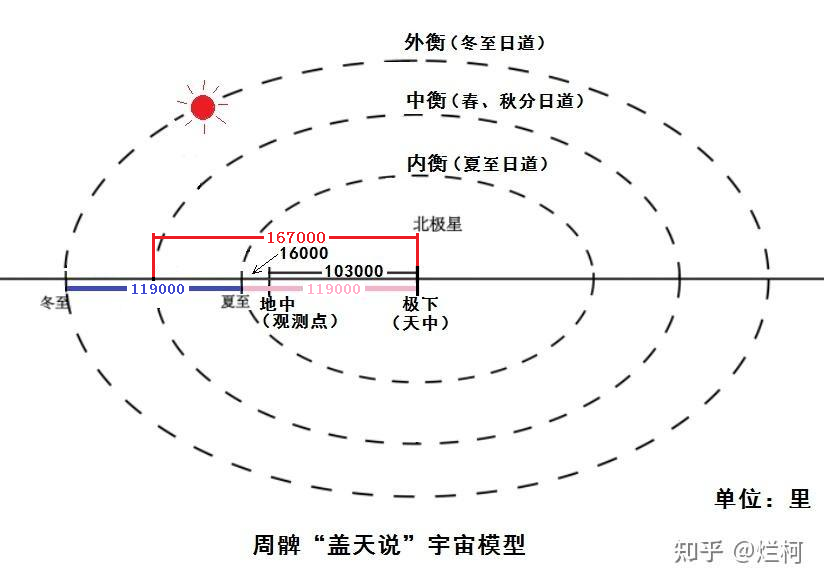 外衡（冬至日道）
中衡（春、秋分日道）
内衡（夏至日道）
北极星
167000
16000
103000
119000
119000
冬至
夏至
地中
（观测点）
极下
（天中）
单位：里
周髀“盖天说”宇宙模型
知乎 @烂柯